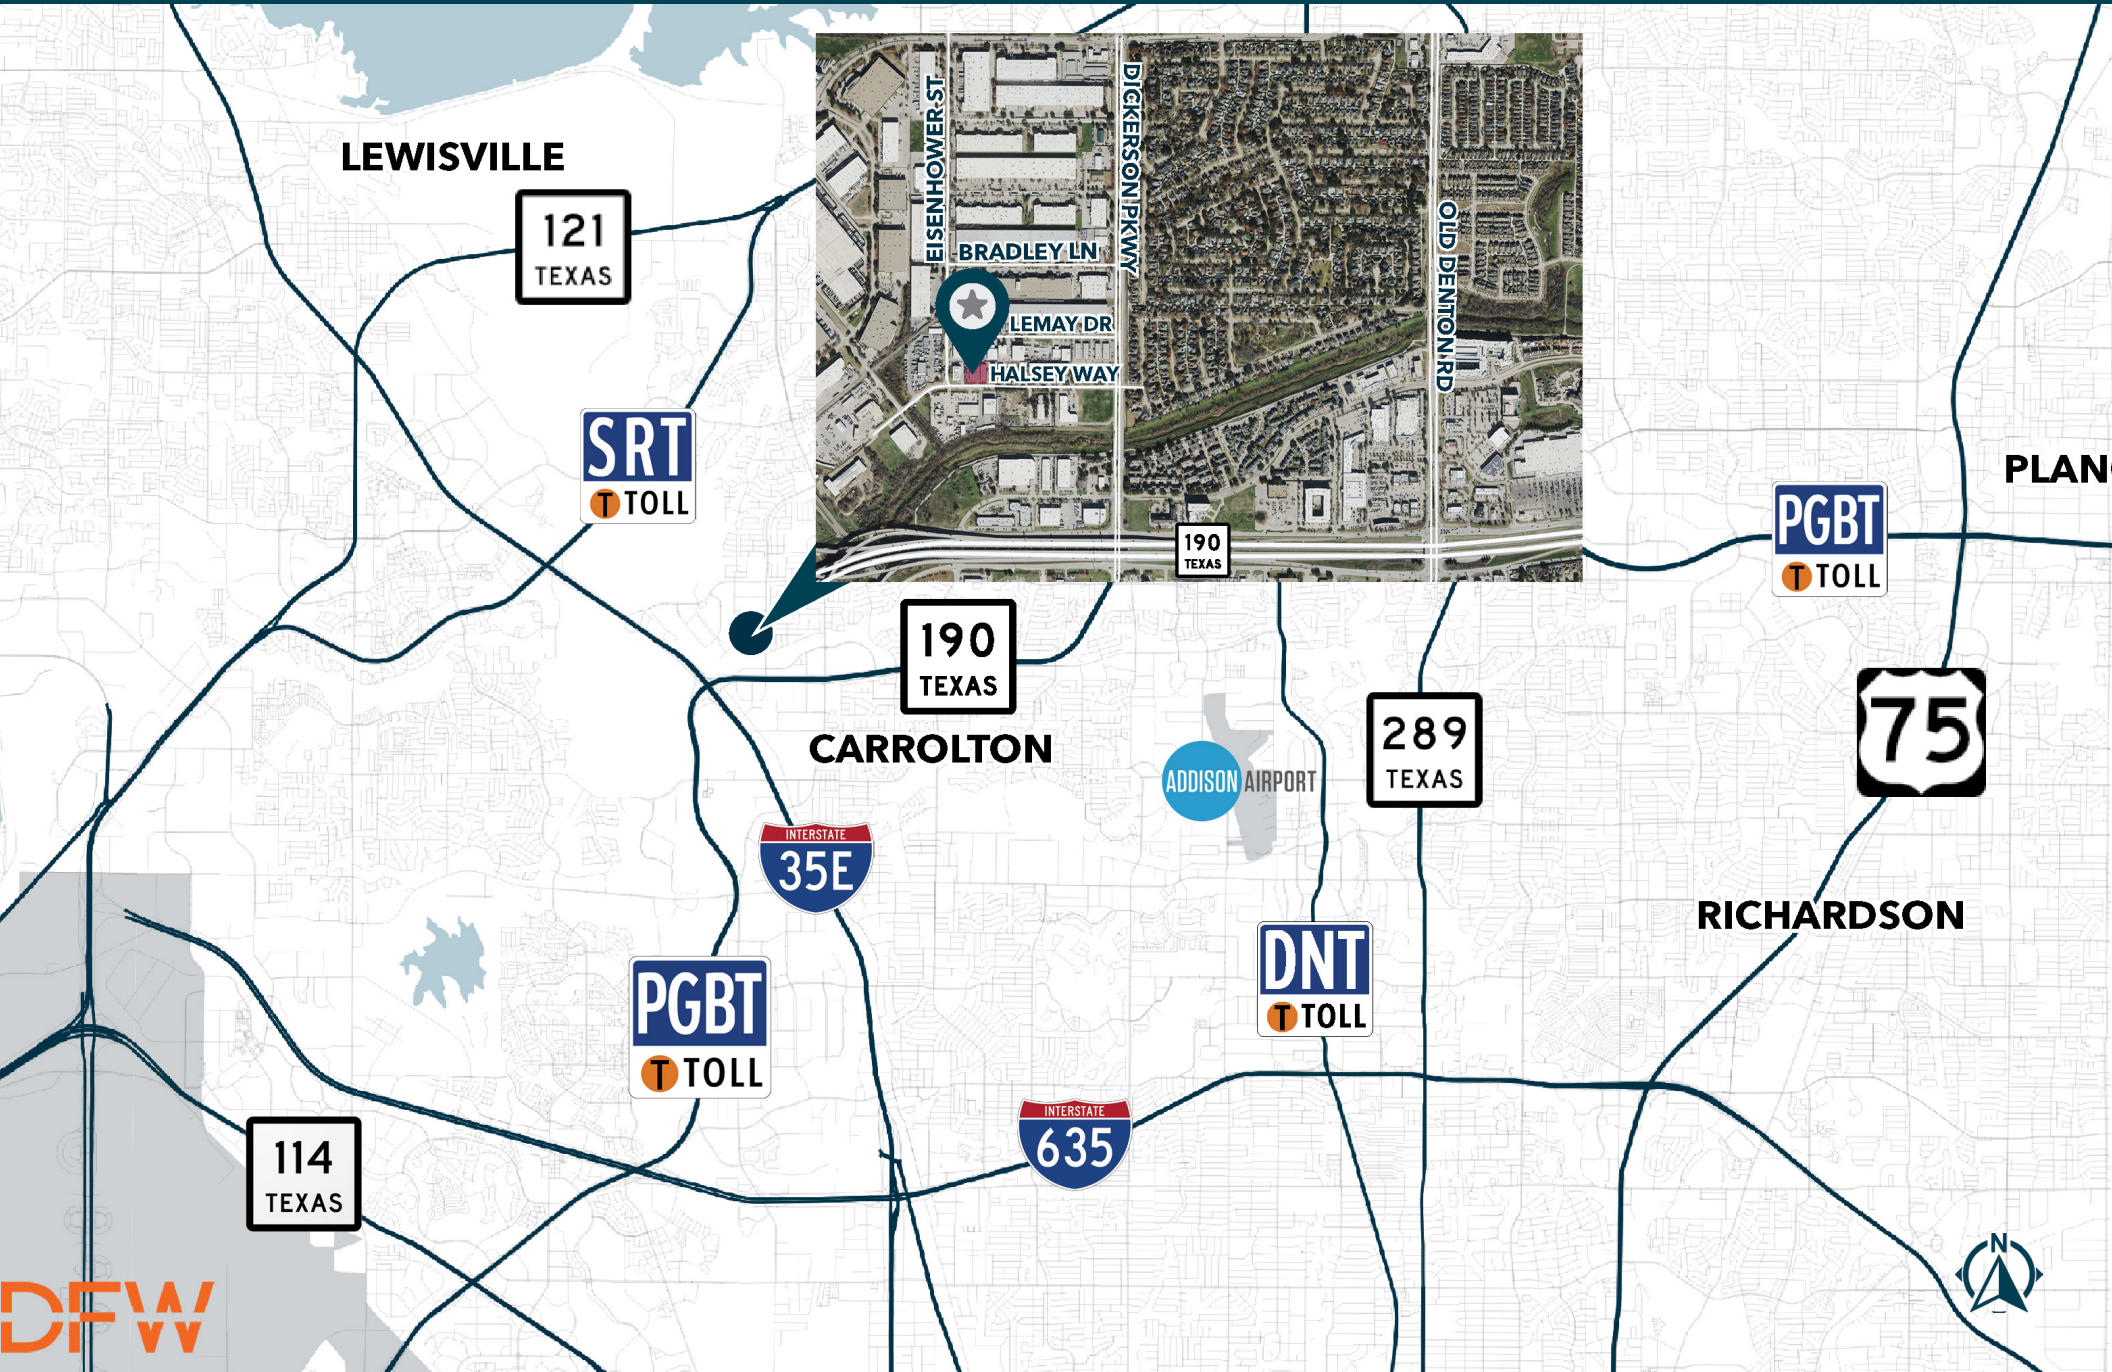 LEWISVILLE
121
TEXAS
EISENHOWER ST
DICKERSON PKWY
OLD DENTON RD
BRADLEY LN
LEMAY DR
HALSEY WAY
190
TEXAS
SRT
T TOLL
PLAN
PGBT
T TOLL
190
TEXAS
CARROLTON
ADDISON AIRPORT
289
TEXAS
75
INTERSTATE
35E
RICHARDSON
DNT
T TOLL
PGBT
T TOLL
INTERSTATE
635
114
TEXAS
N
DFW